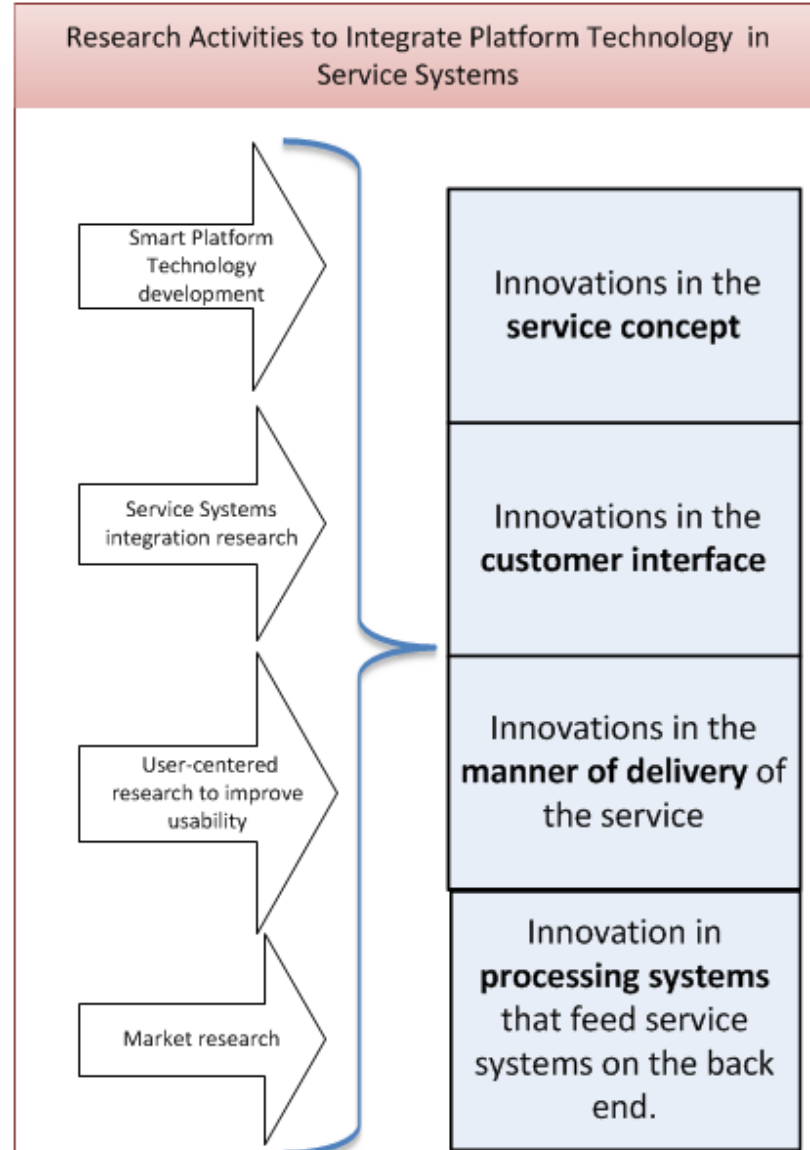 Research Activities to Integrate Platform Technology in
Service Systems
Smart Platform
Technology
development
Service Systems
integration research
User-centered
research to improve
usability
Market research
Innovations in the
service concept
Innovations in the
customer interface
Innovations in the
manner of delivery of
the service
Innovation in
processing systems
that feed service
systems on the back
end.